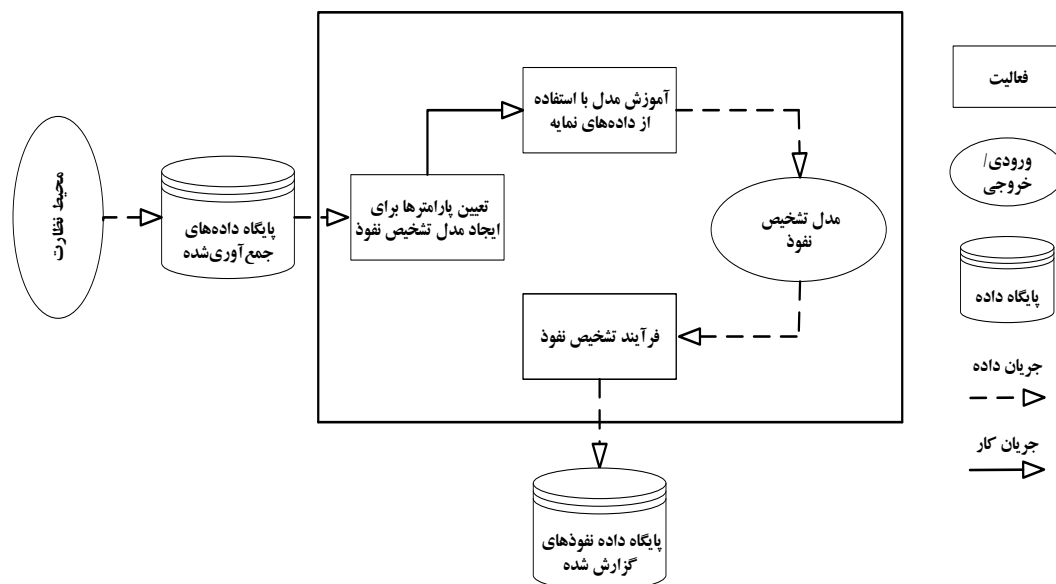 محیط نظارت
پایگاه داده‌های
جمع‌آوری‌شده
تعیین پارامترها برای
ایجاد مدل تشخیص نفوذ
آموزش مدل با استفاده
از داده‌های نمایه
مدل تشخیص
نفوذ
فرآیند تشخیص نفوذ
پایگاه داده نفوذهای
گزارش شده
فعالیت
ورودی/
خروجی
پایگاه داده
جریان داده
جریان کار